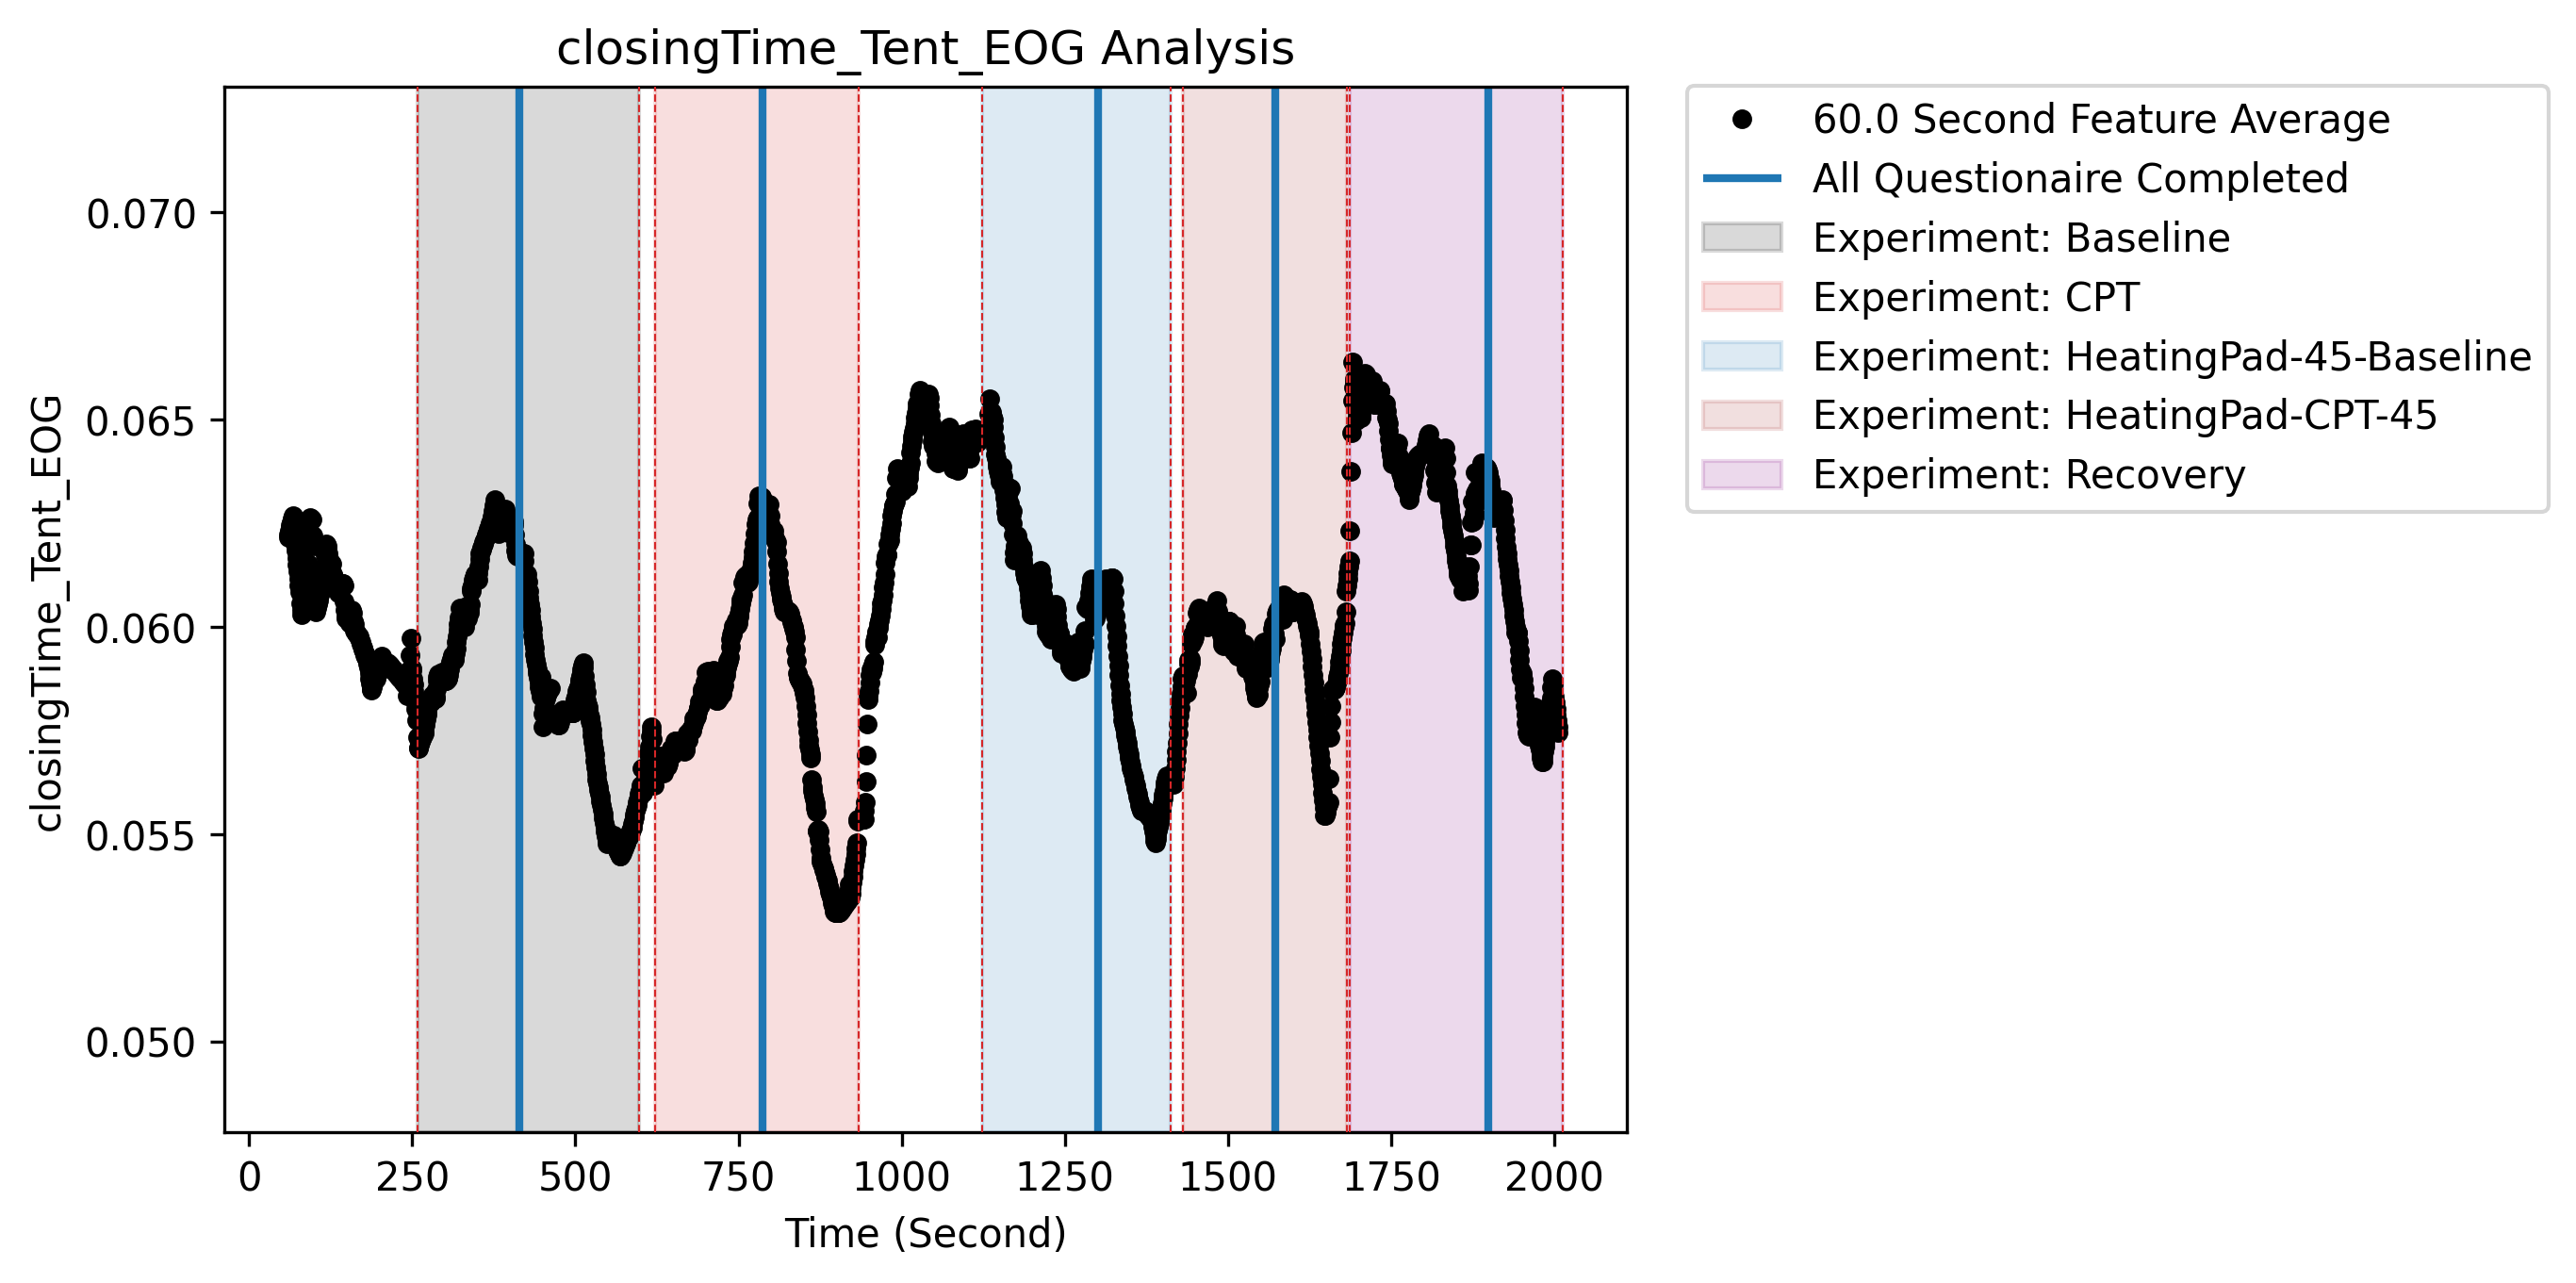 closingTime_Tent_EOG Analysis
closingTime_Tent_EOG
0.070
0.065
0.060
0.055
0.050
0 250 500 750 1000 1250 1500 1750 2000
Time (Second)
60.0 Second Feature Average
All Questionaire Completed
Experiment: Baseline
Experiment: CPT
Experiment: HeatingPad-45-Baseline
Experiment: HeatingPad-CPT-45
Experiment: Recovery